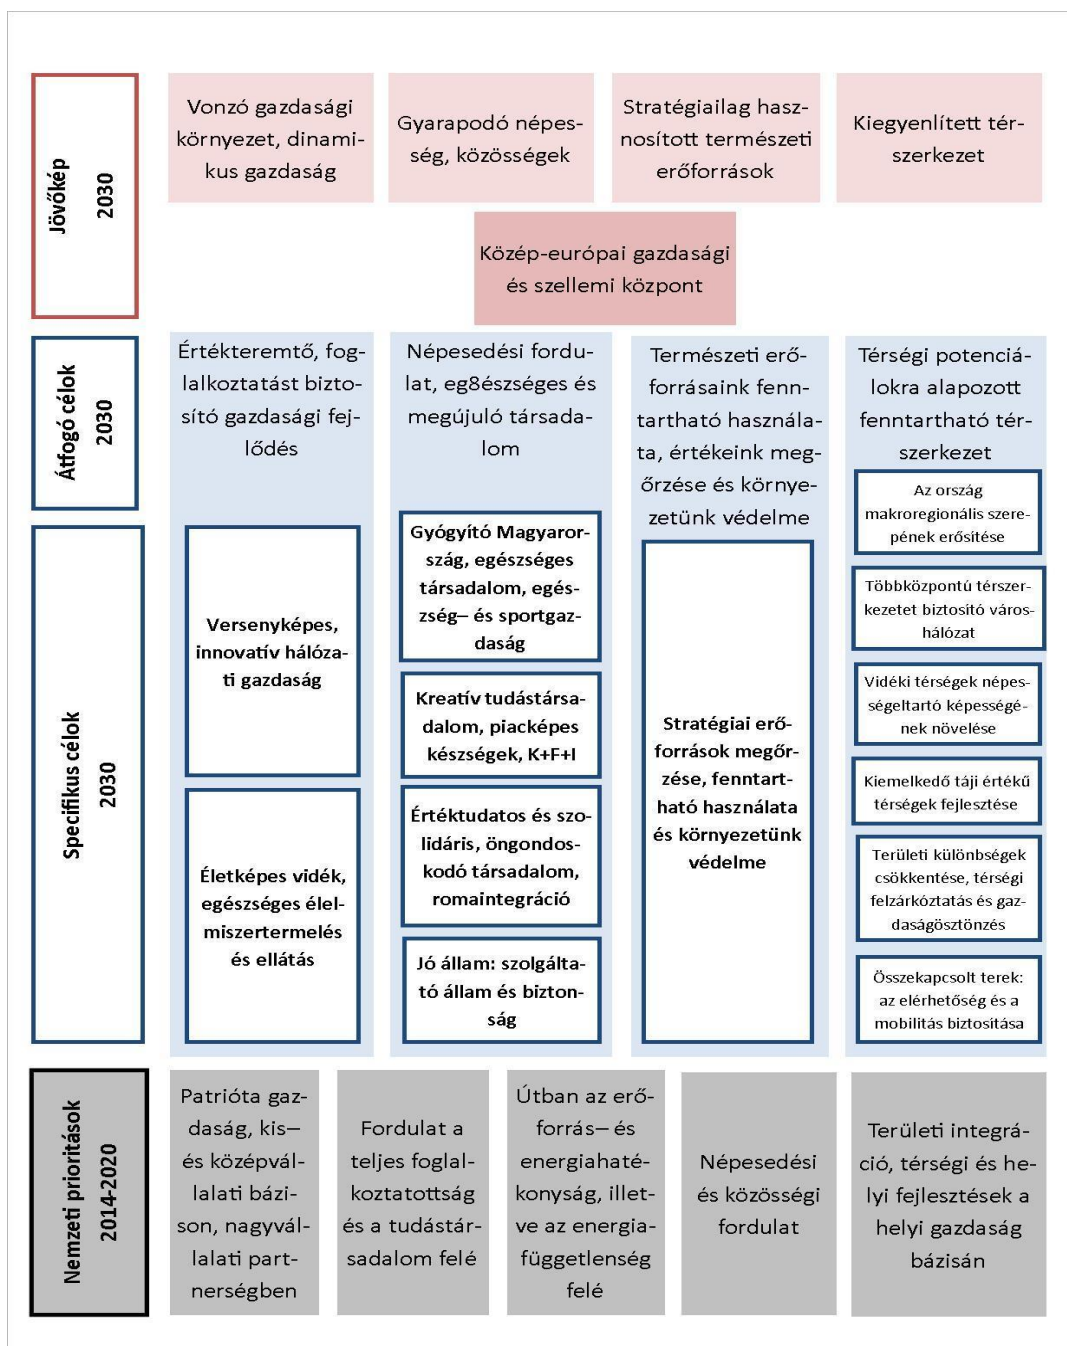 Jövőkép
2030
Vonzó gazdasági
környezet, dinami-
kus gazdaság
Gyarapodó népes-
ség, közösségek
Stratégiailag hasz-
nosított természeti
erőforrások
Kiegyenlített tér-
szerkezet
Közép-európai gazdasági
és szellemi központ
Átfogó célok
2030
Értékteremtő, fog-
lalkoztatást bizto-
sító gazdasági fej-
lődés
Népesedési fordu-
lat, eg8észséges és
megújuló társada-
lom
Természeti erő-
forrásaink fenn-
tartható használa-
ta, értékeink meg-
őrzése és környe-
zetünk védelme
Térségi potenciá-
lokra alapozott
fenntartható tér-
szerkezet
Specifikus célok
2030
Versenyképes,
innovatív hálóza-
ti gazdaság
Életképes vidék,
egészséges élel-
miszertermelés
és ellátás
Gyógyító Magyaror-
szág, egészséges
társadalom, egés-
zség– és sportgaz-
daság
Kreatív tudástársa-
dalom, piacképes
készségek, K+F+I
Értéktudatos és szo-
lidáris, öngondos-
kodó társadalom,
romaintegráció
Jó állam: szolgálta-
tó állam és bizton-
ság
Stratégiai erő-
források megőr-
zése, fenntart-
ható használata
és környezetünk
védelme
Az ország
makroregionális szere-
pének erősítése
Többközpontú térszer-
kezetet biztosító város-
hálózat
Vidéki térségek népes-
ségeltartó képességé-
nek növelése
Kiemelkedő táji értékű
térségek fejlesztése
Területi különbségek
csökkentése, térségi
felzárkóztatás és gaz-
daságösztönzés
Összekapcsolt terek:
az elérhetőség és a
mobilitás biztosítása
Nemzeti prioritások
2014-2020
Patrióta gaz-
daság, kis–
és középvál-
lalati bázi-
son, nagyvál-
lalati part-
nerségben
Fordulat a
teljes foglal-
koztatottság
és a tudástár-
sadalom felé
Útban az erő-
forrás– és
energiahaté-
konyság, illet-
ve az energia-
függetlenség
felé
Népesedési
és közösségi
fordulat
Területi integrá-
ció, térségi és he-
lyi fejlesztések a
helyi gazdaság
bázisán